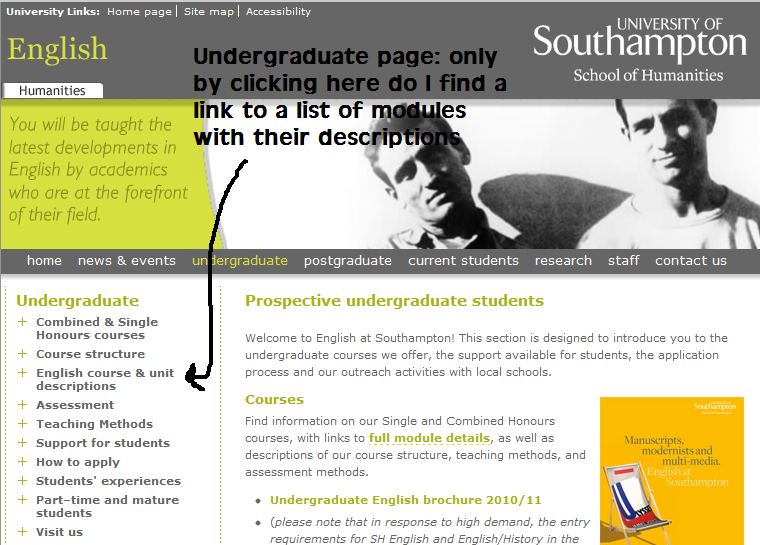 University Links: Home page | Site map | Accessibility
English
Humanities
UNIVERSITY OF
Southampton
School of Humanities
Undergraduate page: only
by clicking here do I find a
link to a list of modules
with their descriptions
You will be taught the
latest developments in
English by academics
who are at the forefront
of their field.
home news & events undergraduate postgraduate current students research staff contact us
Undergraduate
+ Combined & Single
Honours courses
+ Course structure
+ English course & unit
descriptions
+ Assessment
+ Teaching Methods
+ Support for students
+ How to apply
+ Students' experiences
+ Part-time and mature
students
+ Visit us
Prospective undergraduate students
Welcome to English at Southampton! This section is designed to introduce you to the
undergraduate courses we offer, the support available for students, the application
process and our outreach activities with local schools.
Courses
Find information on our Single and Combined Honours
courses, with links to full module details, as well as
descriptions of our course structure, teaching methods, and
assessment methods.
• Undergraduate English brochure 2010/11
• (please note that in response to high demand, the entry
requirements for SH English and English/History in the
Southampton
Manuscripts,
modernists and
multi-media.
English at
Southampton